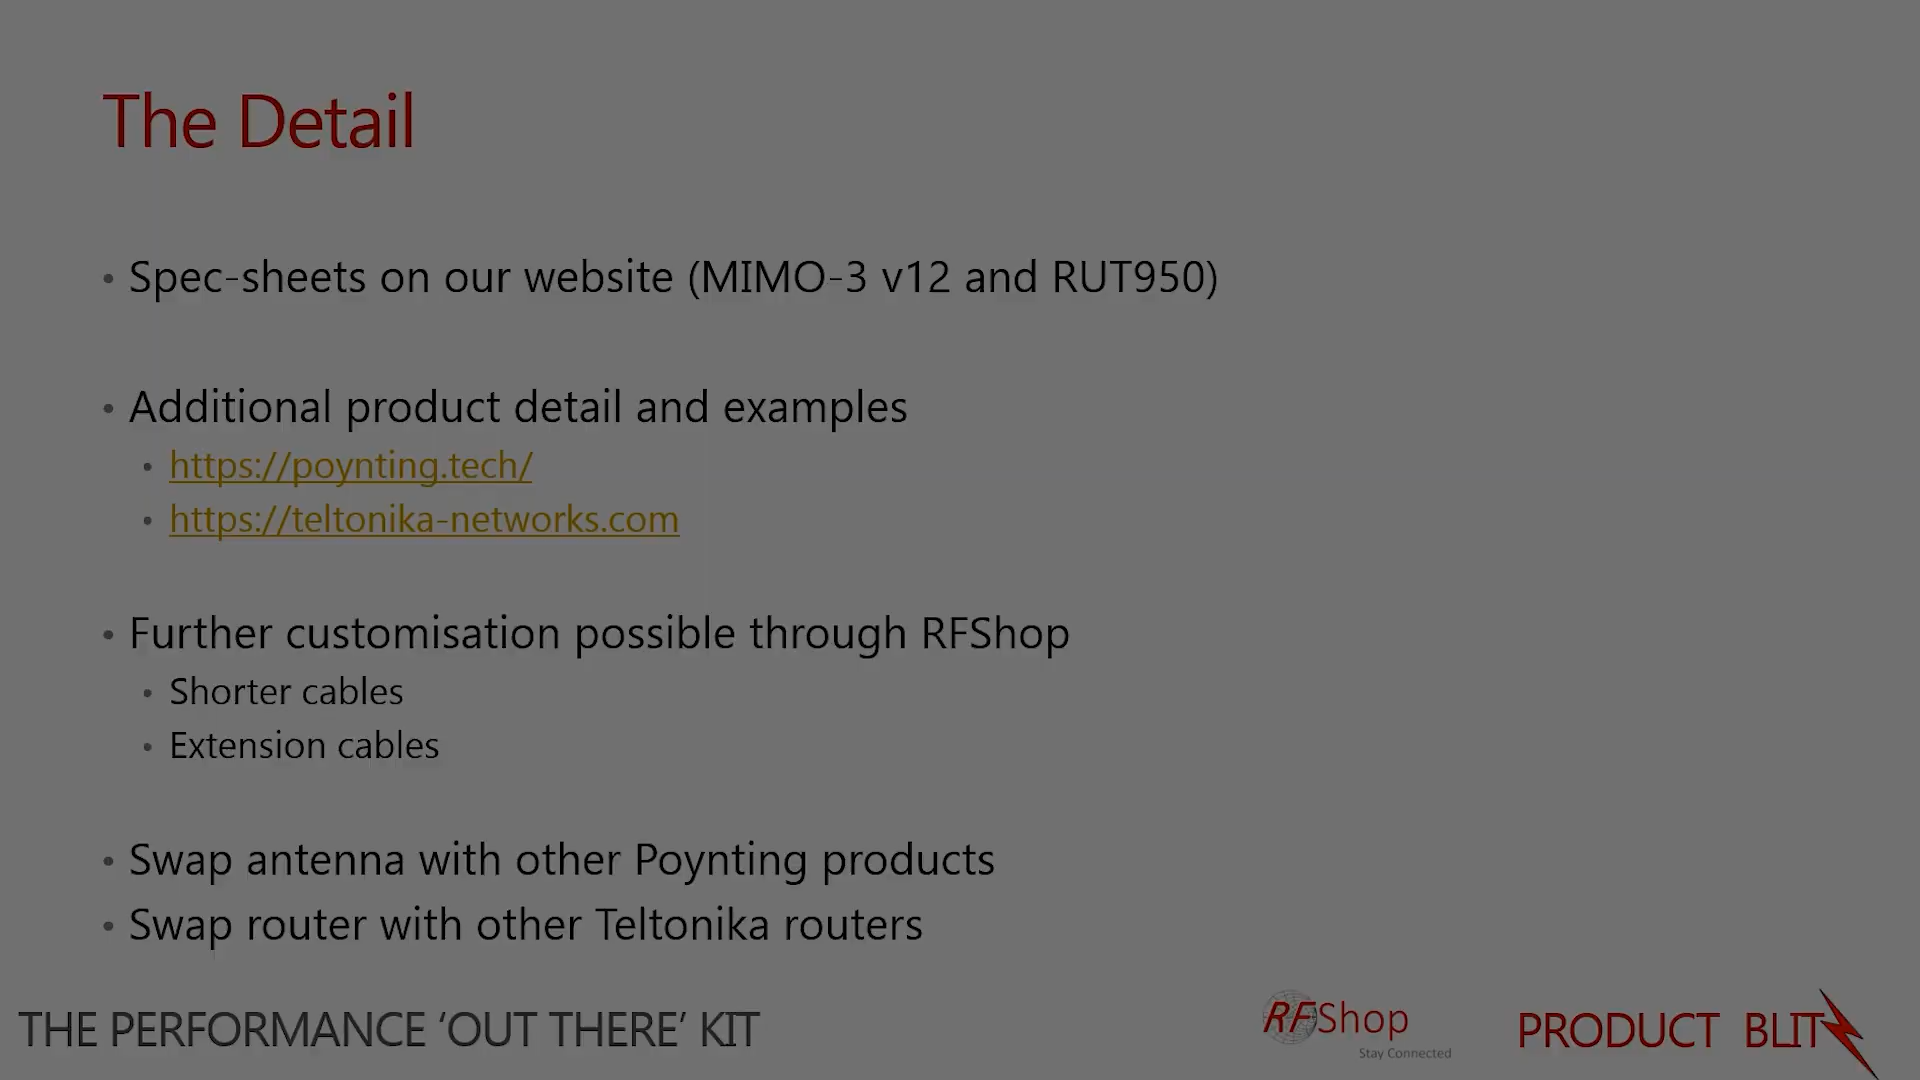 The Detail
• Spec-sheets on our website (MIMO-3 v12 and RUT950)
• Additional product detail and examples
• https://poynting.tech/
• https://teltonika-networks.com
• Further customisation possible through RFShop
• Shorter cables
• Extension cables
• Swap antenna with other Poynting products
• Swap router with other Teltonika routers
THE PERFORMANCE ‘OUT THERE’ KIT
RFShop
Stay Connected
PRODUCT BLITZ